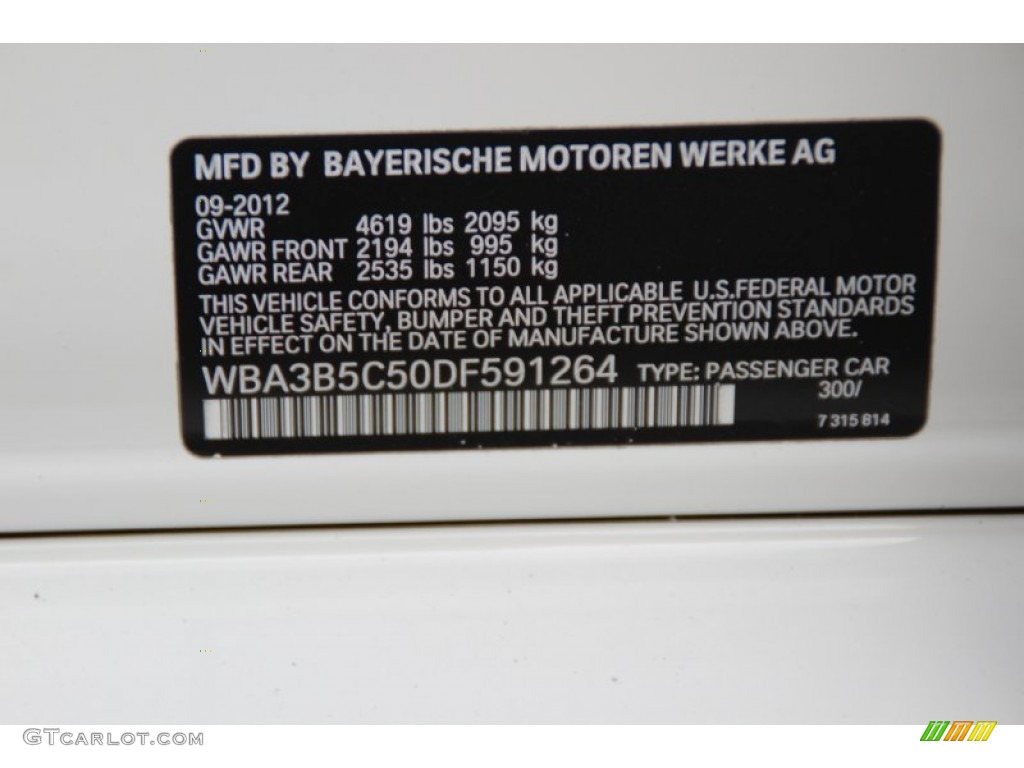 MFD BY BAYERISCHE MOTOREN WERKE AG
09-2012
GVWR 4619 lbs 2095 kg
GAWR FRONT 2194 lbs 995 kg
GAWR REAR 2535 lbs 1150 kg
THIS VEHICLE CONFORMS TO ALL APPLICABLE U.S.FEDERAL MOTOR
VEHICLE SAFETY, BUMPER AND THEFT PREVENTION STANDARDS
IN EFFECT ON THE DATE OF MANUFACTURE SHOWN ABOVE.
WBA3B5C50DF591264 TYPE: PASSENGER CAR
300/
7 315 814
GTCARLOT.COM